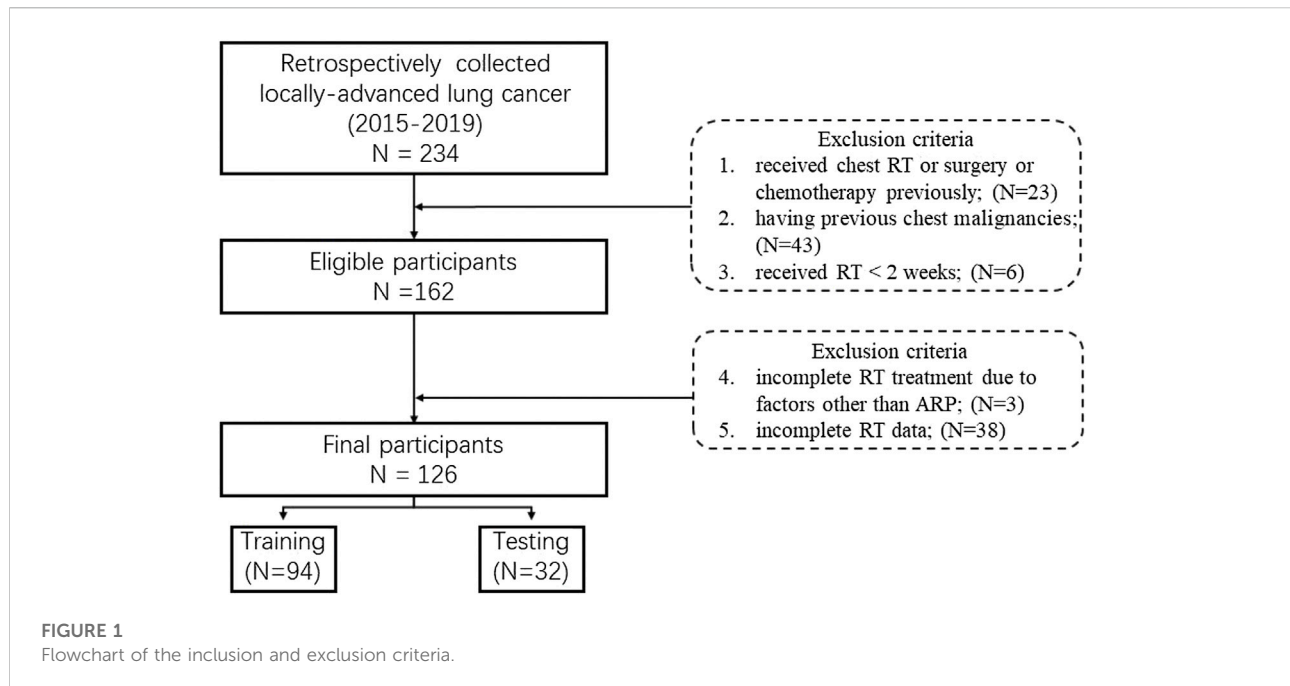 Retrospectively collected
locally-advanced lung cancer
(2015-2019)
N = 234
Exclusion criteria
1. received chest RT or surgery or
chemotherapy previously; (N=23)
2. having previous chest malignancies;
(N=43)
3. received RT < 2 weeks; (N=6)
Eligible participants
N =162
Exclusion criteria
4. incomplete RT treatment due to
factors other than ARP; (N=3)
5. incomplete RT data; (N=38)
Final participants
N = 126
Training
(N=94)
Testing
(N=32)
FIGURE 1
Flowchart of the inclusion and exclusion criteria.